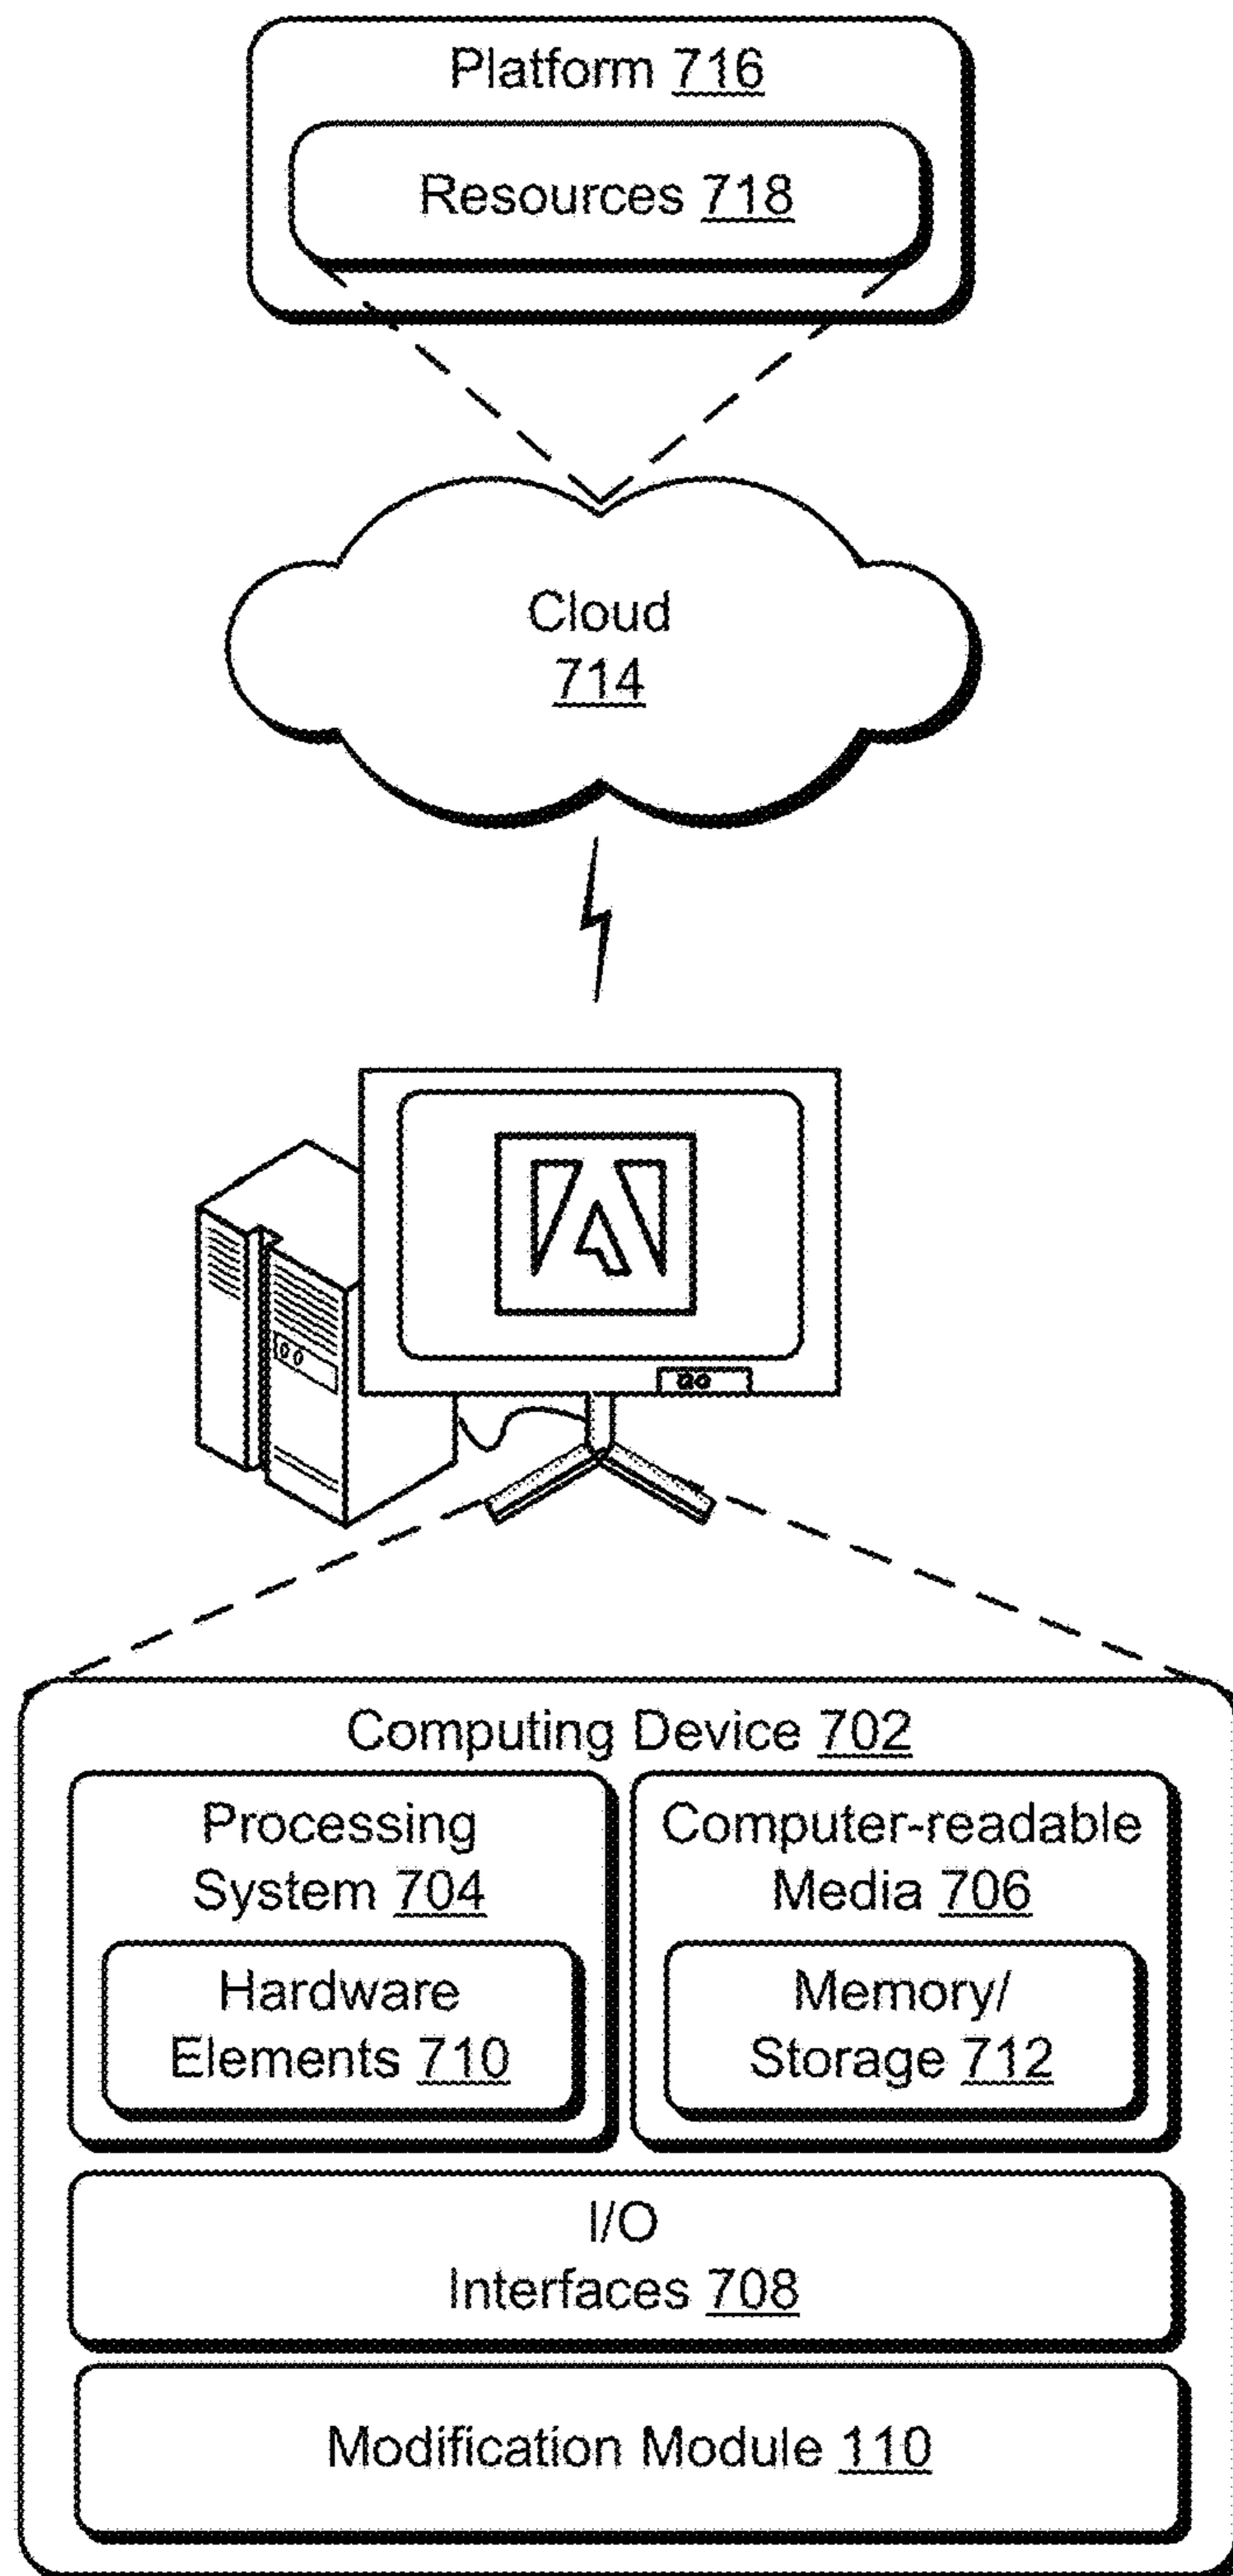 Platform 716
Resources 718
Cloud
714
Computing Device 702
Processing
System 704
Hardware
Elements 710
Computer-readable
Media 706
Memory/
Storage 712
I/O
Interfaces 708
Modification Module 110